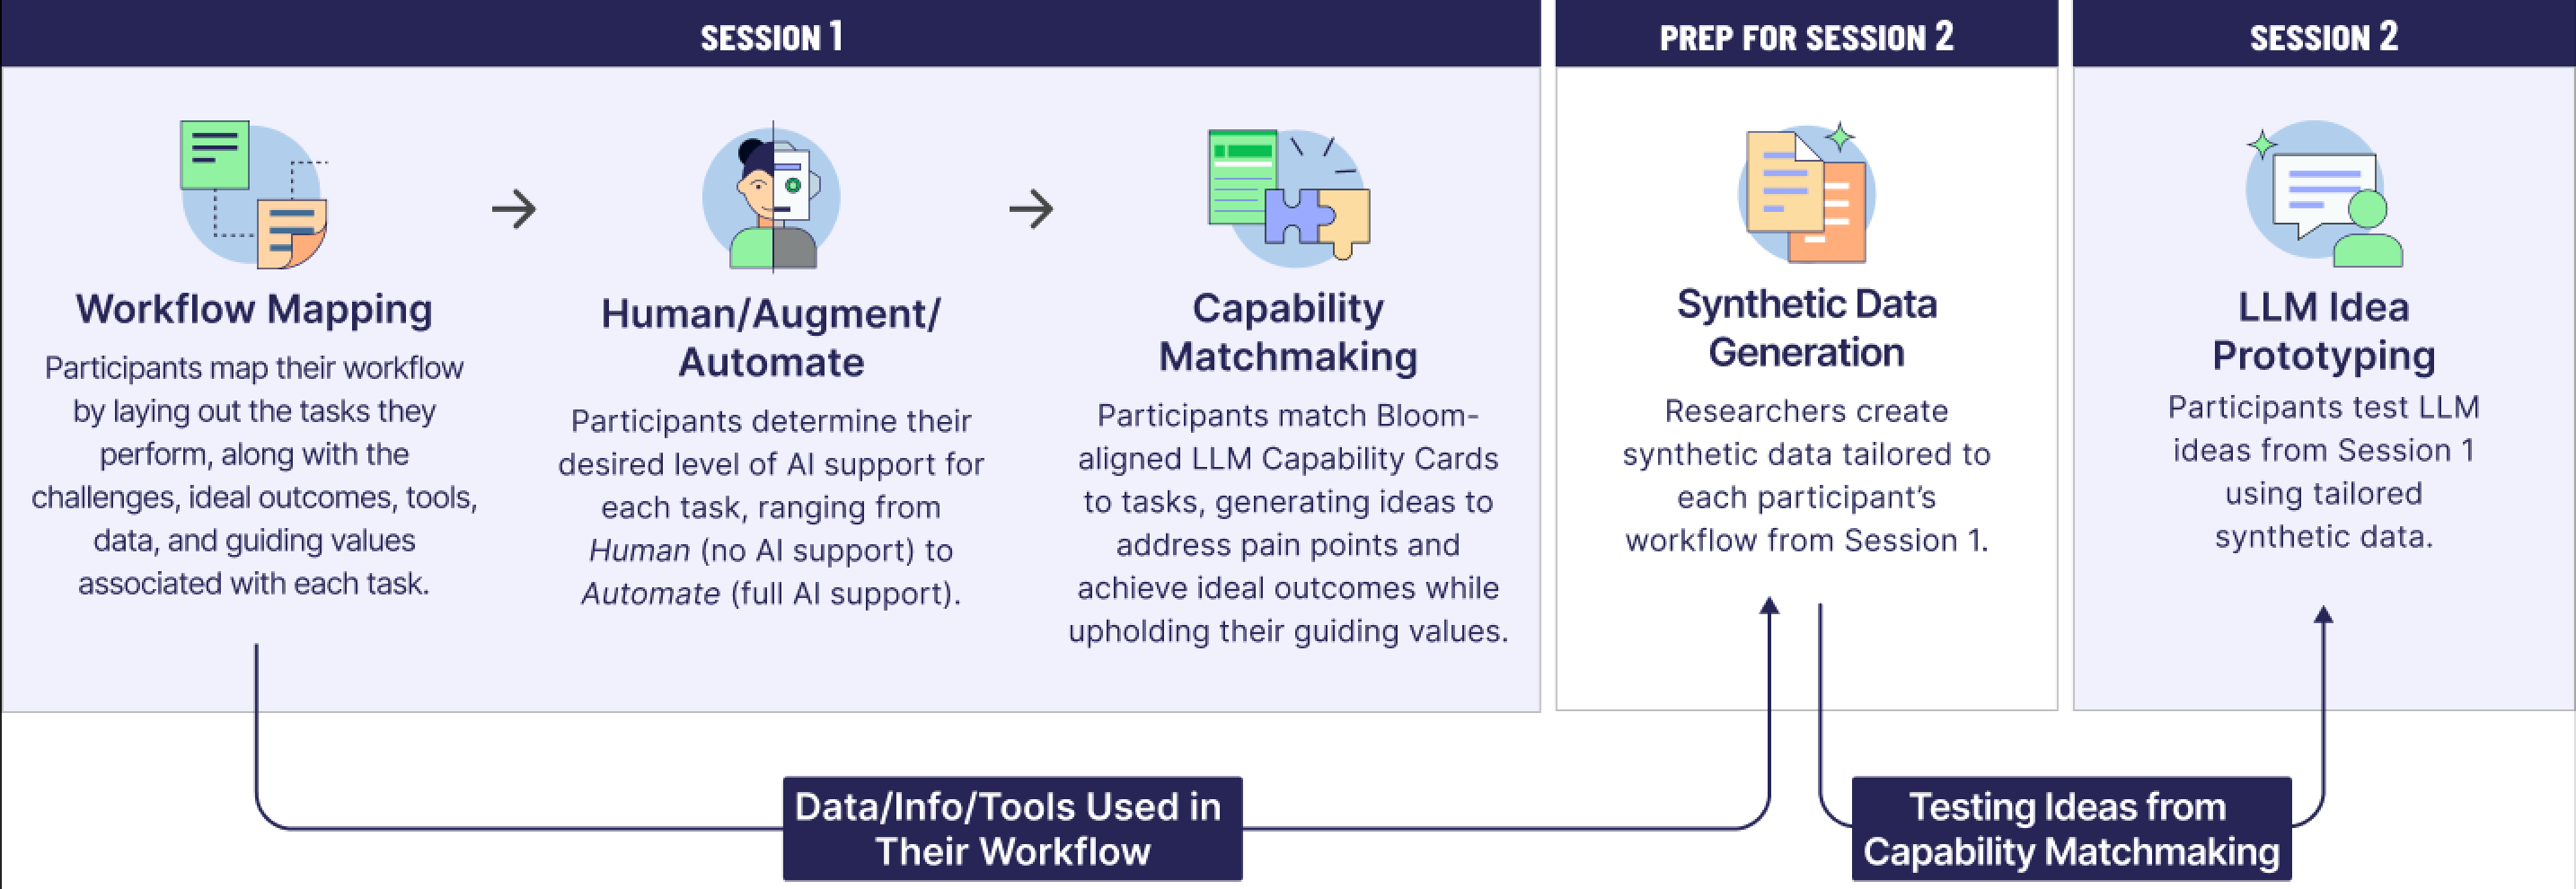 SESSION 1
Workflow Mapping
Participants map their workflow
by laying out the tasks they
perform, along with the
challenges, ideal outcomes, tools,
data, and guiding values
associated with each task.
Human/Augment/
Automate
Participants determine their
desired level of AI support for
each task, ranging from
Human (no AI support) to
Automate (full AI support).
Capability
Matchmaking
Participants match Bloom-
aligned LLM Capability Cards
to tasks, generating ideas to
address pain points and
achieve ideal outcomes while
upholding their guiding values.
PREP FOR SESSION 2
Synthetic Data
Generation
Researchers create
synthetic data tailored to
each participant’s
workflow from Session 1.
SESSION 2
LLM Idea
Prototyping
Participants test LLM
ideas from Session 1
using tailored
synthetic data.
Data/Info/Tools Used in
Their Workflow
Testing Ideas from
Capability Matchmaking